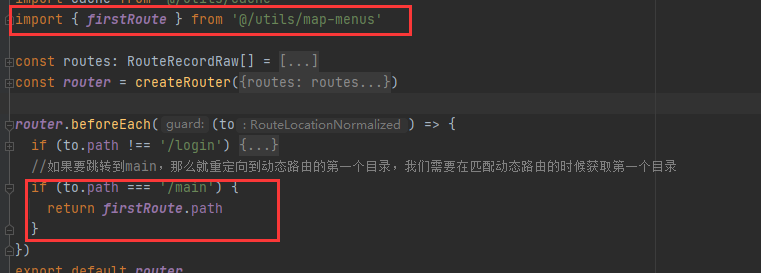 import cache from '@/utils/cache'
import { firstRoute } from '@/utils/map-menus'
const routes: RouteRecordRaw[] = [...]
const router = createRouter({routes: routes...})
router.beforeEach( guard: (to : RouteLocationNormalized ) => {
if (to.path !== '/login') {...}
//如果要跳转到main，那么就重定向到动态路由的第一个目录，我们需要在匹配动态路由的时候获取第一个目录
if (to.path === '/main') {
return firstRoute.path
}
})
export default router